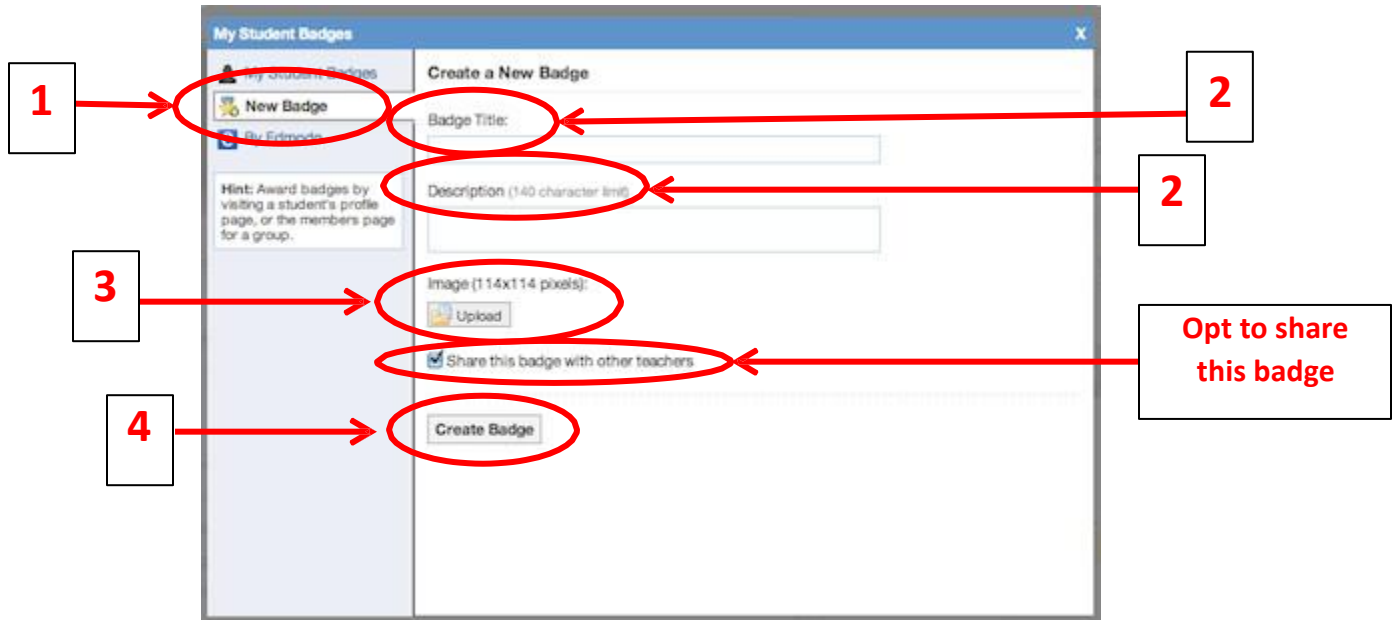 My Student Badges X
My Student Badges
New Badge
By Edmodo
Hint: Award badges by
visiting a student's profile
page, or the members page
for a group.
Create a New Badge
Badge Title:
Description (140 character limit)
Image (114x114 pixels):
Upload
Share this badge with other teachers
Create Badge
1
2
2
3
Opt to share
this badge
4